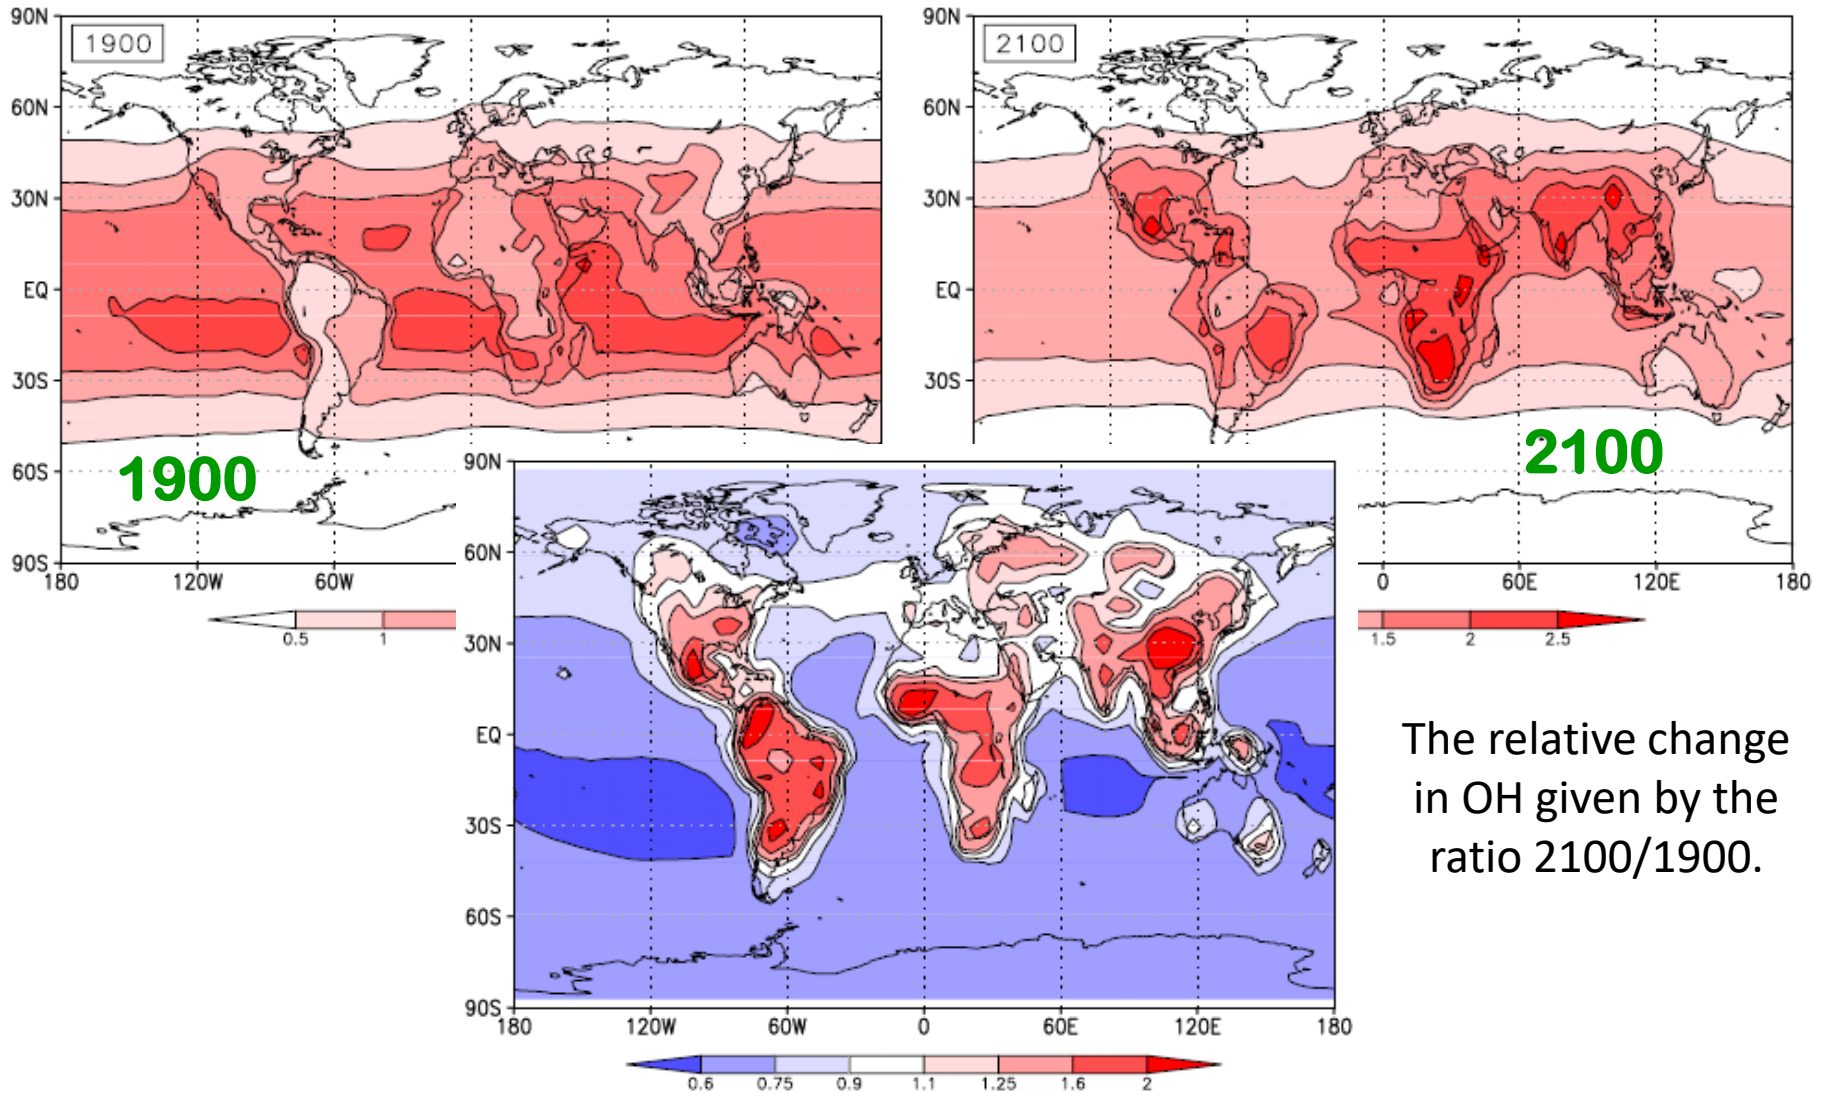 90N
1900
60N
30N
EQ
30S
60S
1900
90S
180
120W
60W
0.5
1
90N
2100
60N
30N
EQ
30S
2100
0
60E
120E
180
1.5
2
2.5
90N
60N
30N
EQ
30S
60S
90S
180
120W
60W
0
60E
120E
180
0.6
0.75
0.9
1.1
1.25
1.6
2
The relative change
in OH given by the
ratio 2100/1900.